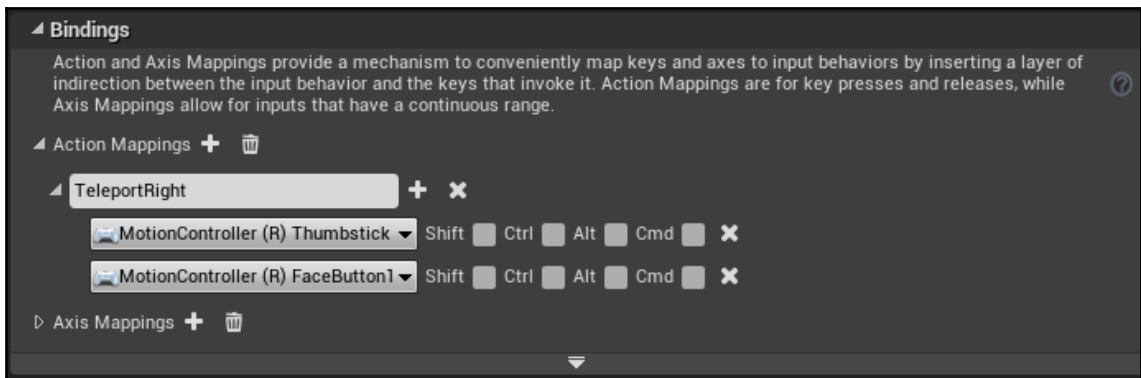 Bindings
Action and Axis Mappings provide a mechanism to conveniently map keys and axes to input behaviors by inserting a layer of
indirection between the input behavior and the keys that invoke it. Action Mappings are for key presses and releases, while
Axis Mappings allow for inputs that have a continuous range.
Action Mappings
TeleportRight
MotionController (R) Thumbstick Shift Ctrl Alt Cmd
MotionController (R) FaceButton1 Shift Ctrl Alt Cmd
Axis Mappings